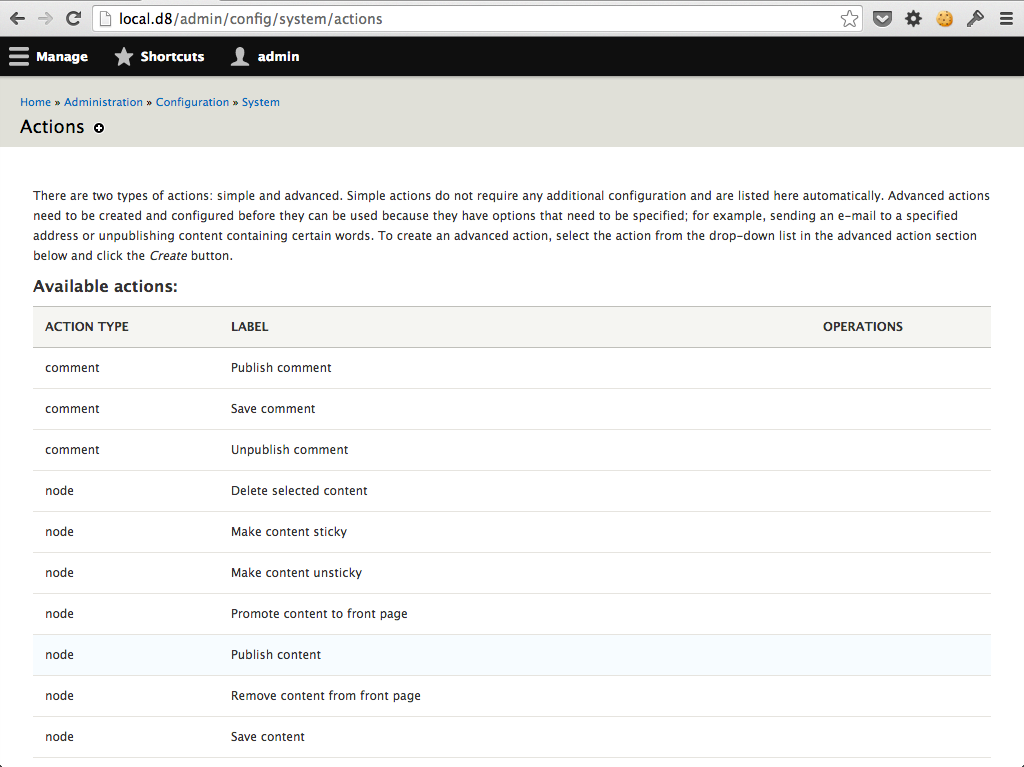 local.d8/admin/config/system/actions
Manage Shortcuts admin
Home » Administration » Configuration » System
Actions
There are two types of actions: simple and advanced. Simple actions do not require any additional configuration and are listed here automatically. Advanced actions
need to be created and configured before they can be used because they have options that need to be specified; for example, sending an e-mail to a specified
address or unpublishing content containing certain words. To create an advanced action, select the action from the drop-down list in the advanced action section
below and click the Create button.
Available actions:
ACTION TYPE LABEL OPERATIONS
comment Publish comment
comment Save comment
comment Unpublish comment
node Delete selected content
node Make content sticky
node Make content unsticky
node Promote content to front page
node Publish content
node Remove content from front page
node Save content